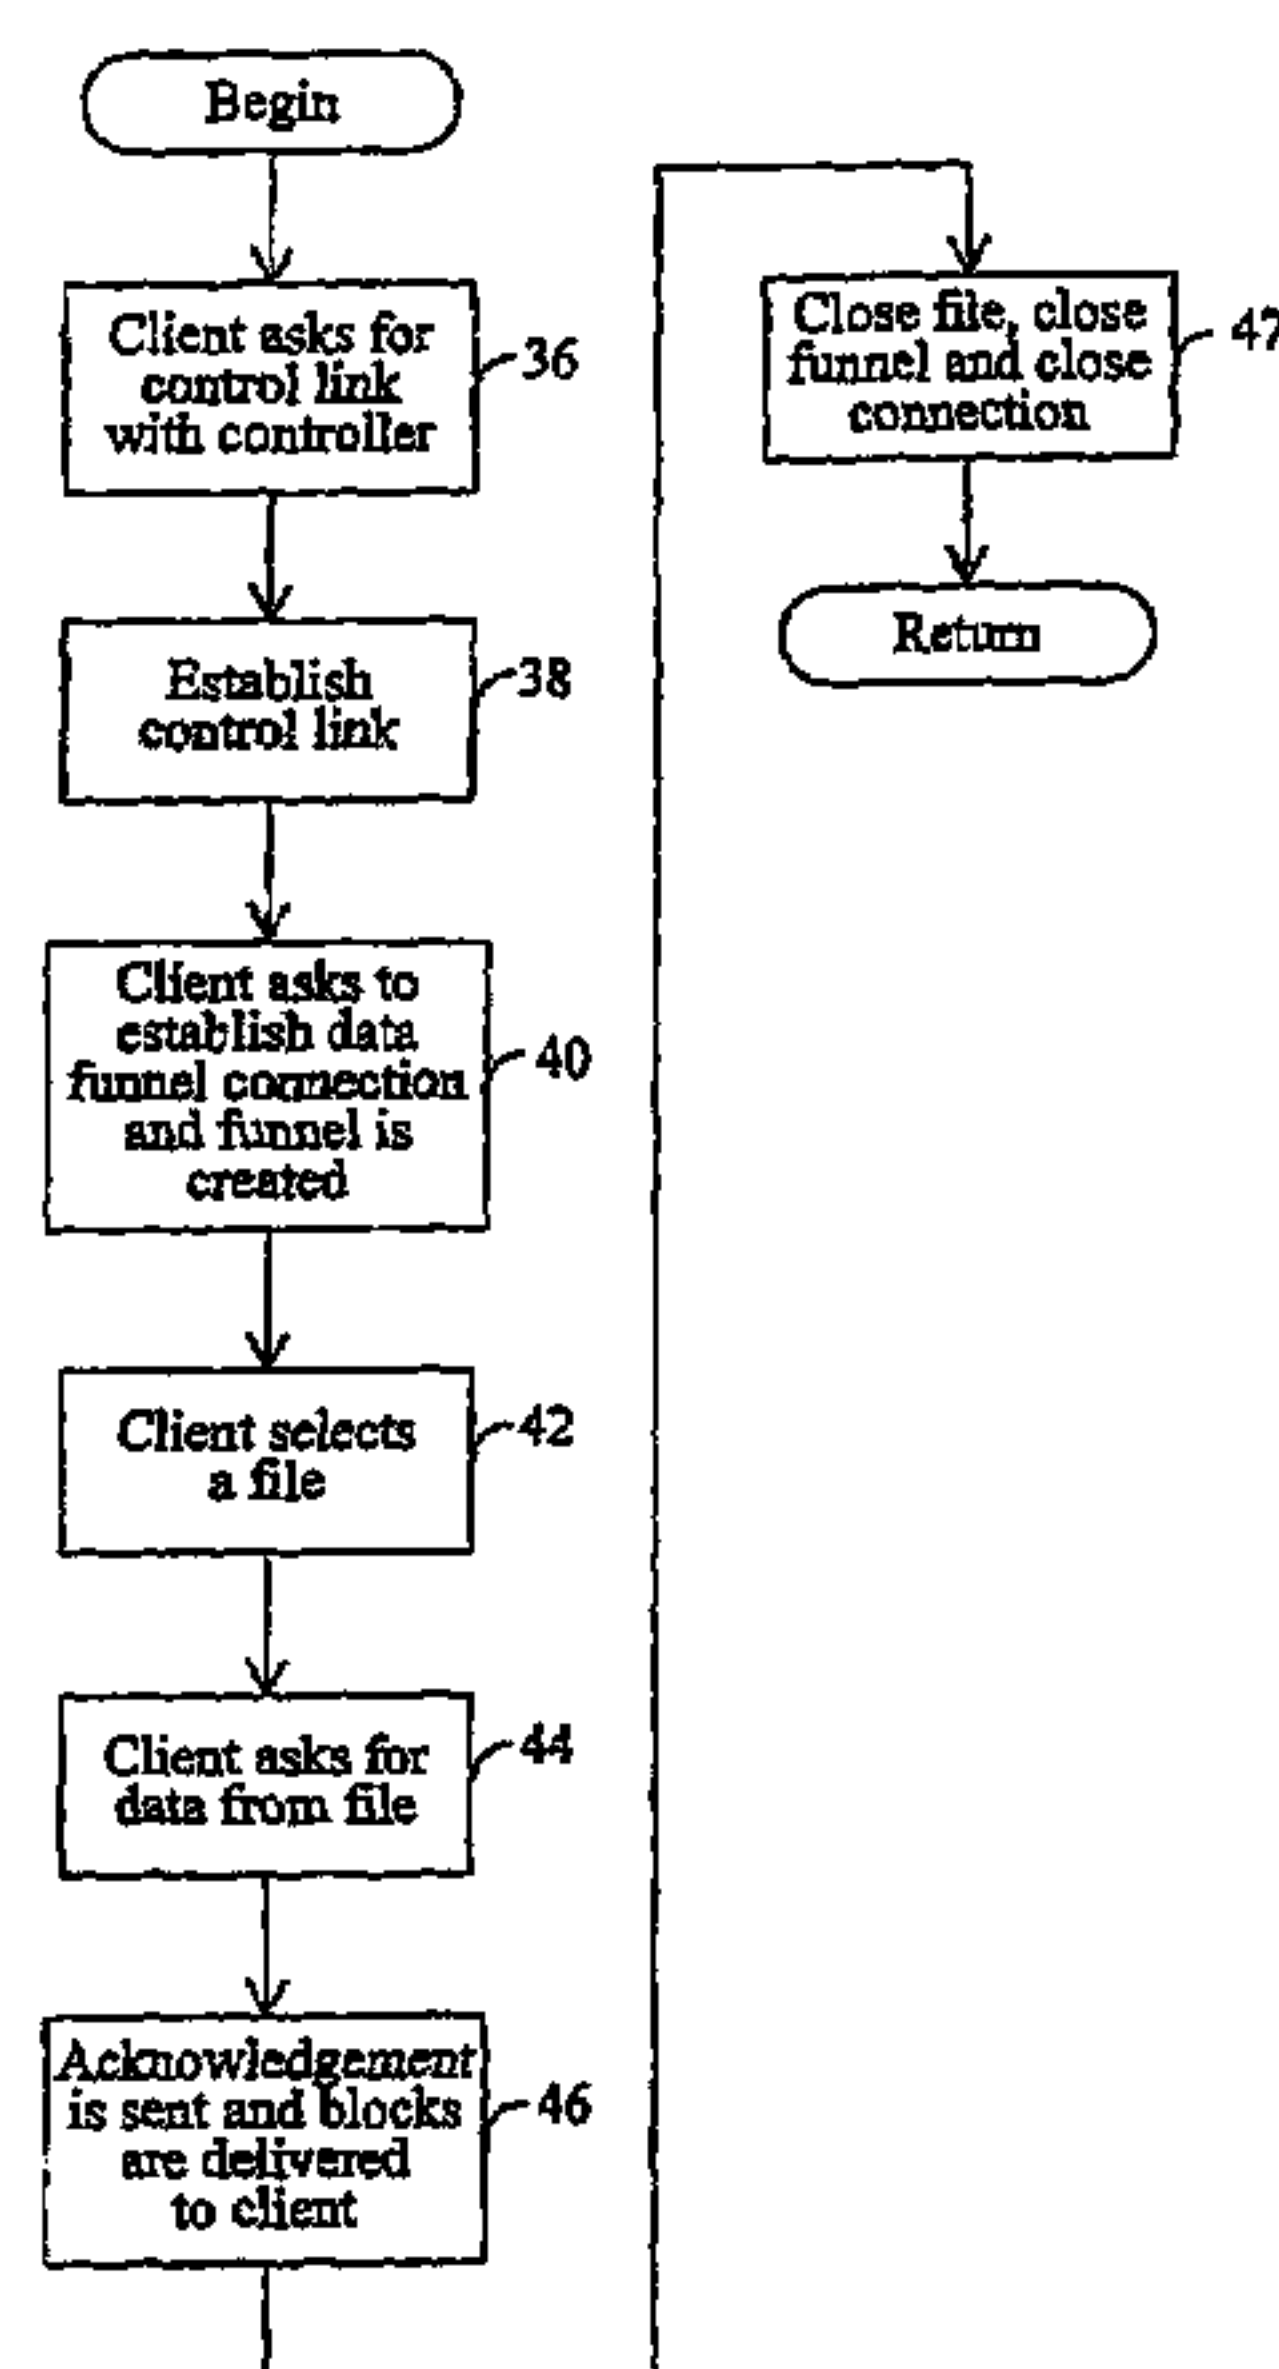 Begin
Client asks for
control link
with controller
36
Establish
control link
38
Client asks to
establish data
funnel connection
and funnel is
created
40
Client selects
a file
42
Client asks for
data from file
44
Acknowledgement
is sent and blocks
are delivered
to client
46
Close file, close
funnel and close
connection
47
Return